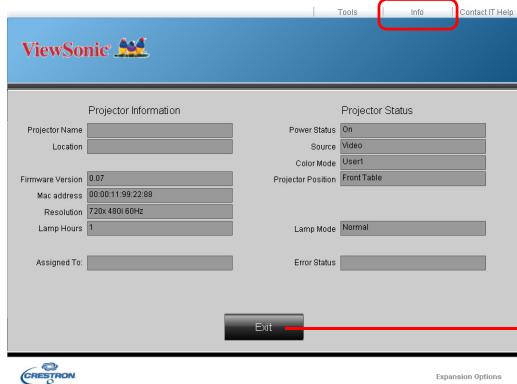 Tools Info Contact IT Help
ViewSonic
Projector Information
Projector Name
Location
Firmware Version 0.07
Mac address 00:00:11:99:22:88
Resolution 720x 480i 60Hz
Lamp Hours 1
Assigned To:
Projector Status
Power Status On
Source Video
Color Mode User1
Projector Position Front Table
Lamp Mode Normal
Error Status
Exit
CRESTRON
Expansion Options